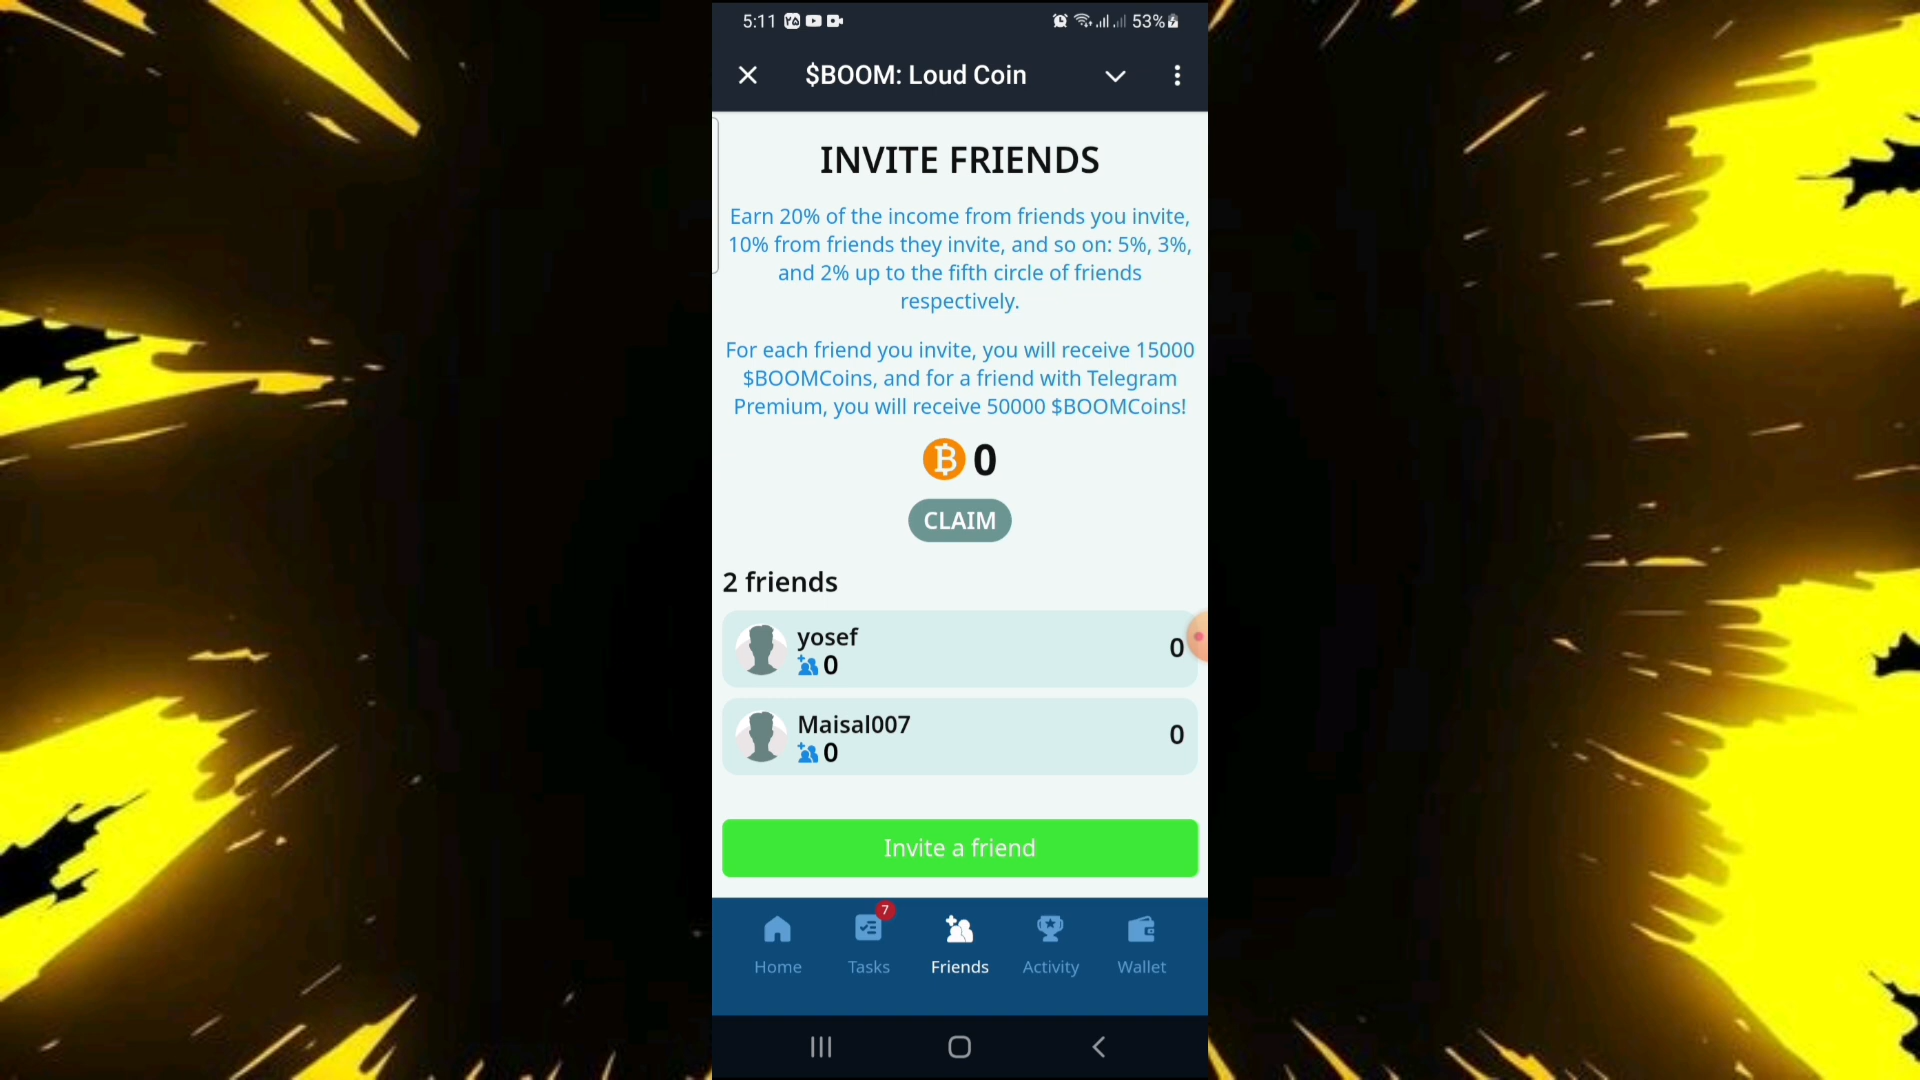 5:11 ۲۵ 53%
$BOOM: Loud Coin
INVITE FRIENDS
Earn 20% of the income from friends you invite,
10% from friends they invite, and so on: 5%, 3%,
and 2% up to the fifth circle of friends
respectively.
For each friend you invite, you will receive 15000
$BOOMCoins, and for a friend with Telegram
Premium, you will receive 50000 $BOOMCoins!
0
CLAIM
2 friends
yosef
0
0
Maisal007
0
0
Invite a friend
7
Home Tasks Friends Activity Wallet